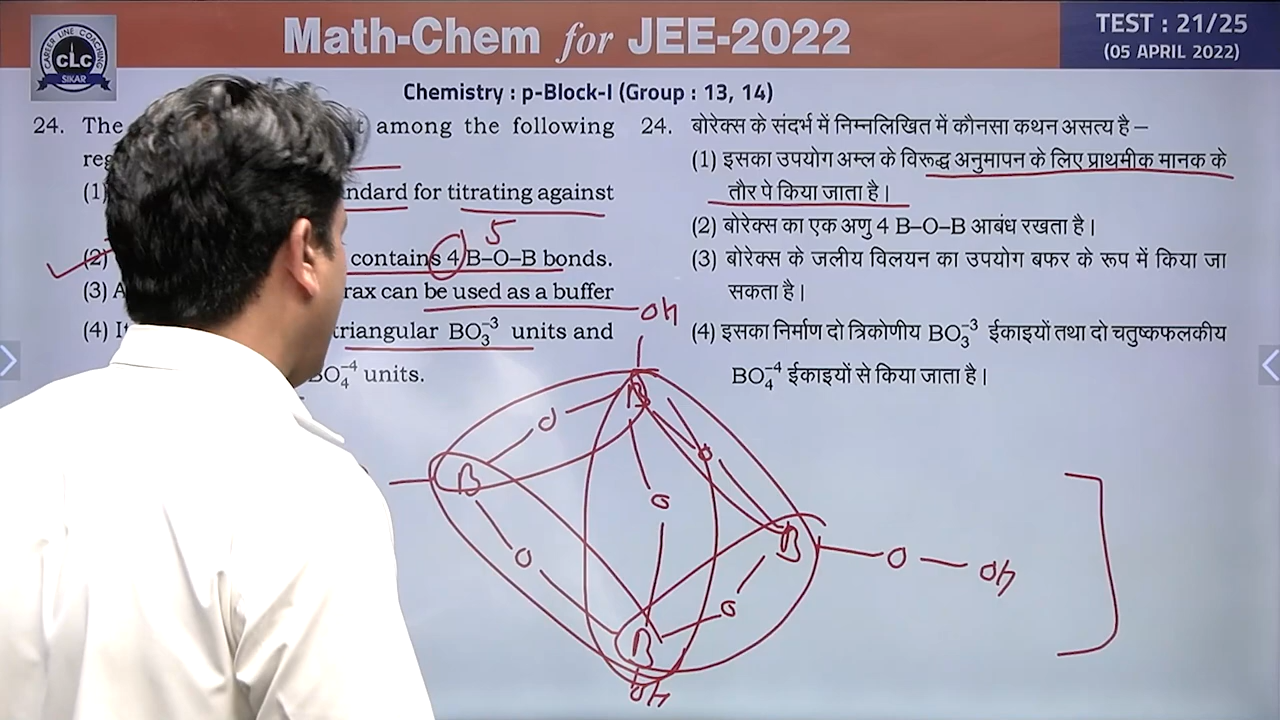 CAREER LINE COACHING
CLC
SIKAR
Math-Chem for JEE-2022
TEST : 21/25
(05 APRIL 2022)
Chemistry : p-Block-I (Group : 13, 14)
24. The among the following
(1) for titrating against
5
(2) contains 4 B–O–B bonds.
(3) can be used as a buffer
(4) triangular BO₃⁻³ units and
BO₄⁻⁴ units.
24. बोरेक्स के संदर्भ में निम्नलिखित में कौनसा कथन असत्य है –
(1) इसका उपयोग अम्ल के विरूद्ध अनुमापन के लिए प्राथमीक मानक के
तौर पे किया जाता है।
(2) बोरेक्स का एक अणु 4 B–O–B आबंध रखता है।
(3) बोरेक्स के जलीय विलयन का उपयोग बफर के रूप में किया जा
सकता है।
(4) इसका निर्माण दो त्रिकोणीय BO₃⁻³ ईकाइयों तथा दो चतुष्कफलकीय
BO₄⁻⁴ ईकाइयों से किया जाता है।
OH
B
O
O
B
O
O
B
O
OH
O
B
OH